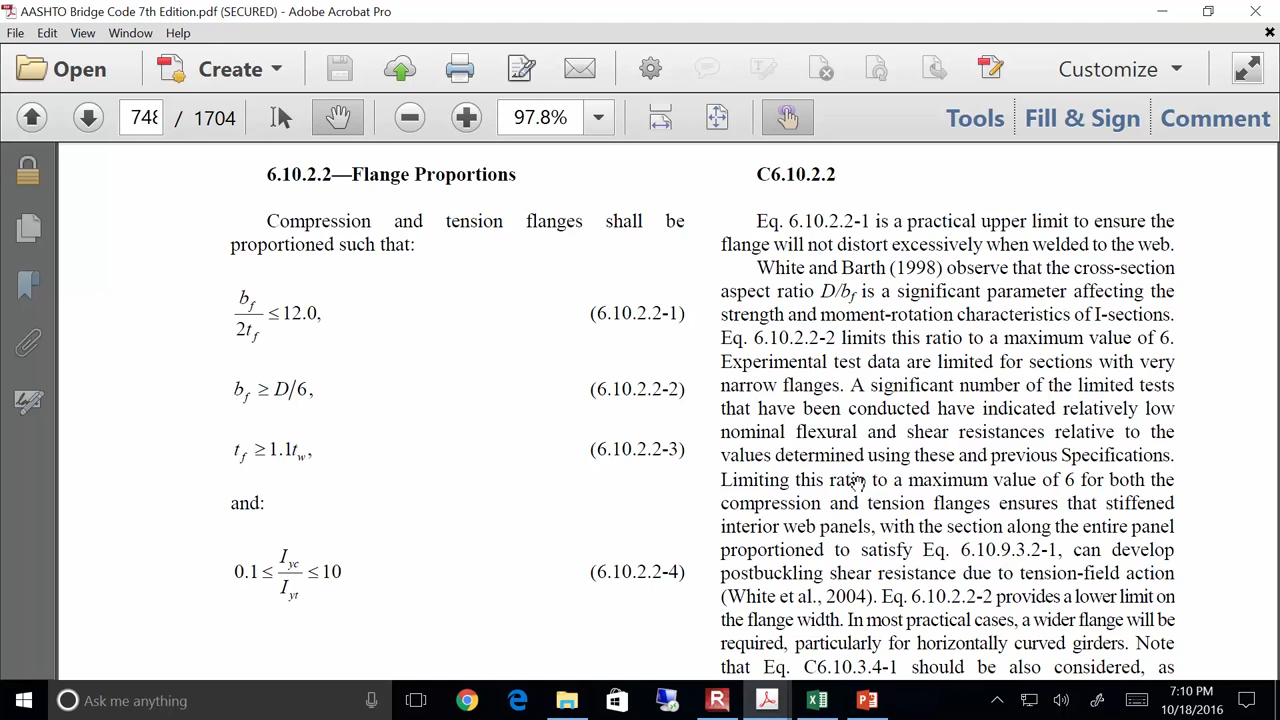 AASHTO Bridge Code 7th Edition.pdf (SECURED) - Adobe Acrobat Pro
File Edit View Window Help
Open Create Customize
748 / 1704 97.8% Tools Fill & Sign Comment
6.10.2.2—Flange Proportions
Compression and tension flanges shall be
proportioned such that:
b_f / 2t_f ≤ 12.0, (6.10.2.2-1)
b_f ≥ D/6, (6.10.2.2-2)
t_f ≥ 1.1t_w, (6.10.2.2-3)
and:
0.1 ≤ I_yc / I_yt ≤ 10 (6.10.2.2-4)
C6.10.2.2
Eq. 6.10.2.2-1 is a practical upper limit to ensure the
flange will not distort excessively when welded to the web.
White and Barth (1998) observe that the cross-section
aspect ratio D/b_f is a significant parameter affecting the
strength and moment-rotation characteristics of I-sections.
Eq. 6.10.2.2-2 limits this ratio to a maximum value of 6.
Experimental test data are limited for sections with very
narrow flanges. A significant number of the limited tests
that have been conducted have indicated relatively low
nominal flexural and shear resistances relative to the
values determined using these and previous Specifications.
Limiting this ratio to a maximum value of 6 for both the
compression and tension flanges ensures that stiffened
interior web panels, with the section along the entire panel
proportioned to satisfy Eq. 6.10.9.3.2-1, can develop
postbuckling shear resistance due to tension-field action
(White et al., 2004). Eq. 6.10.2.2-2 provides a lower limit on
the flange width. In most practical cases, a wider flange will be
required, particularly for horizontally curved girders. Note
that Eq. C6.10.3.4-1 should be also considered, as
Ask me anything
7:10 PM
10/18/2016